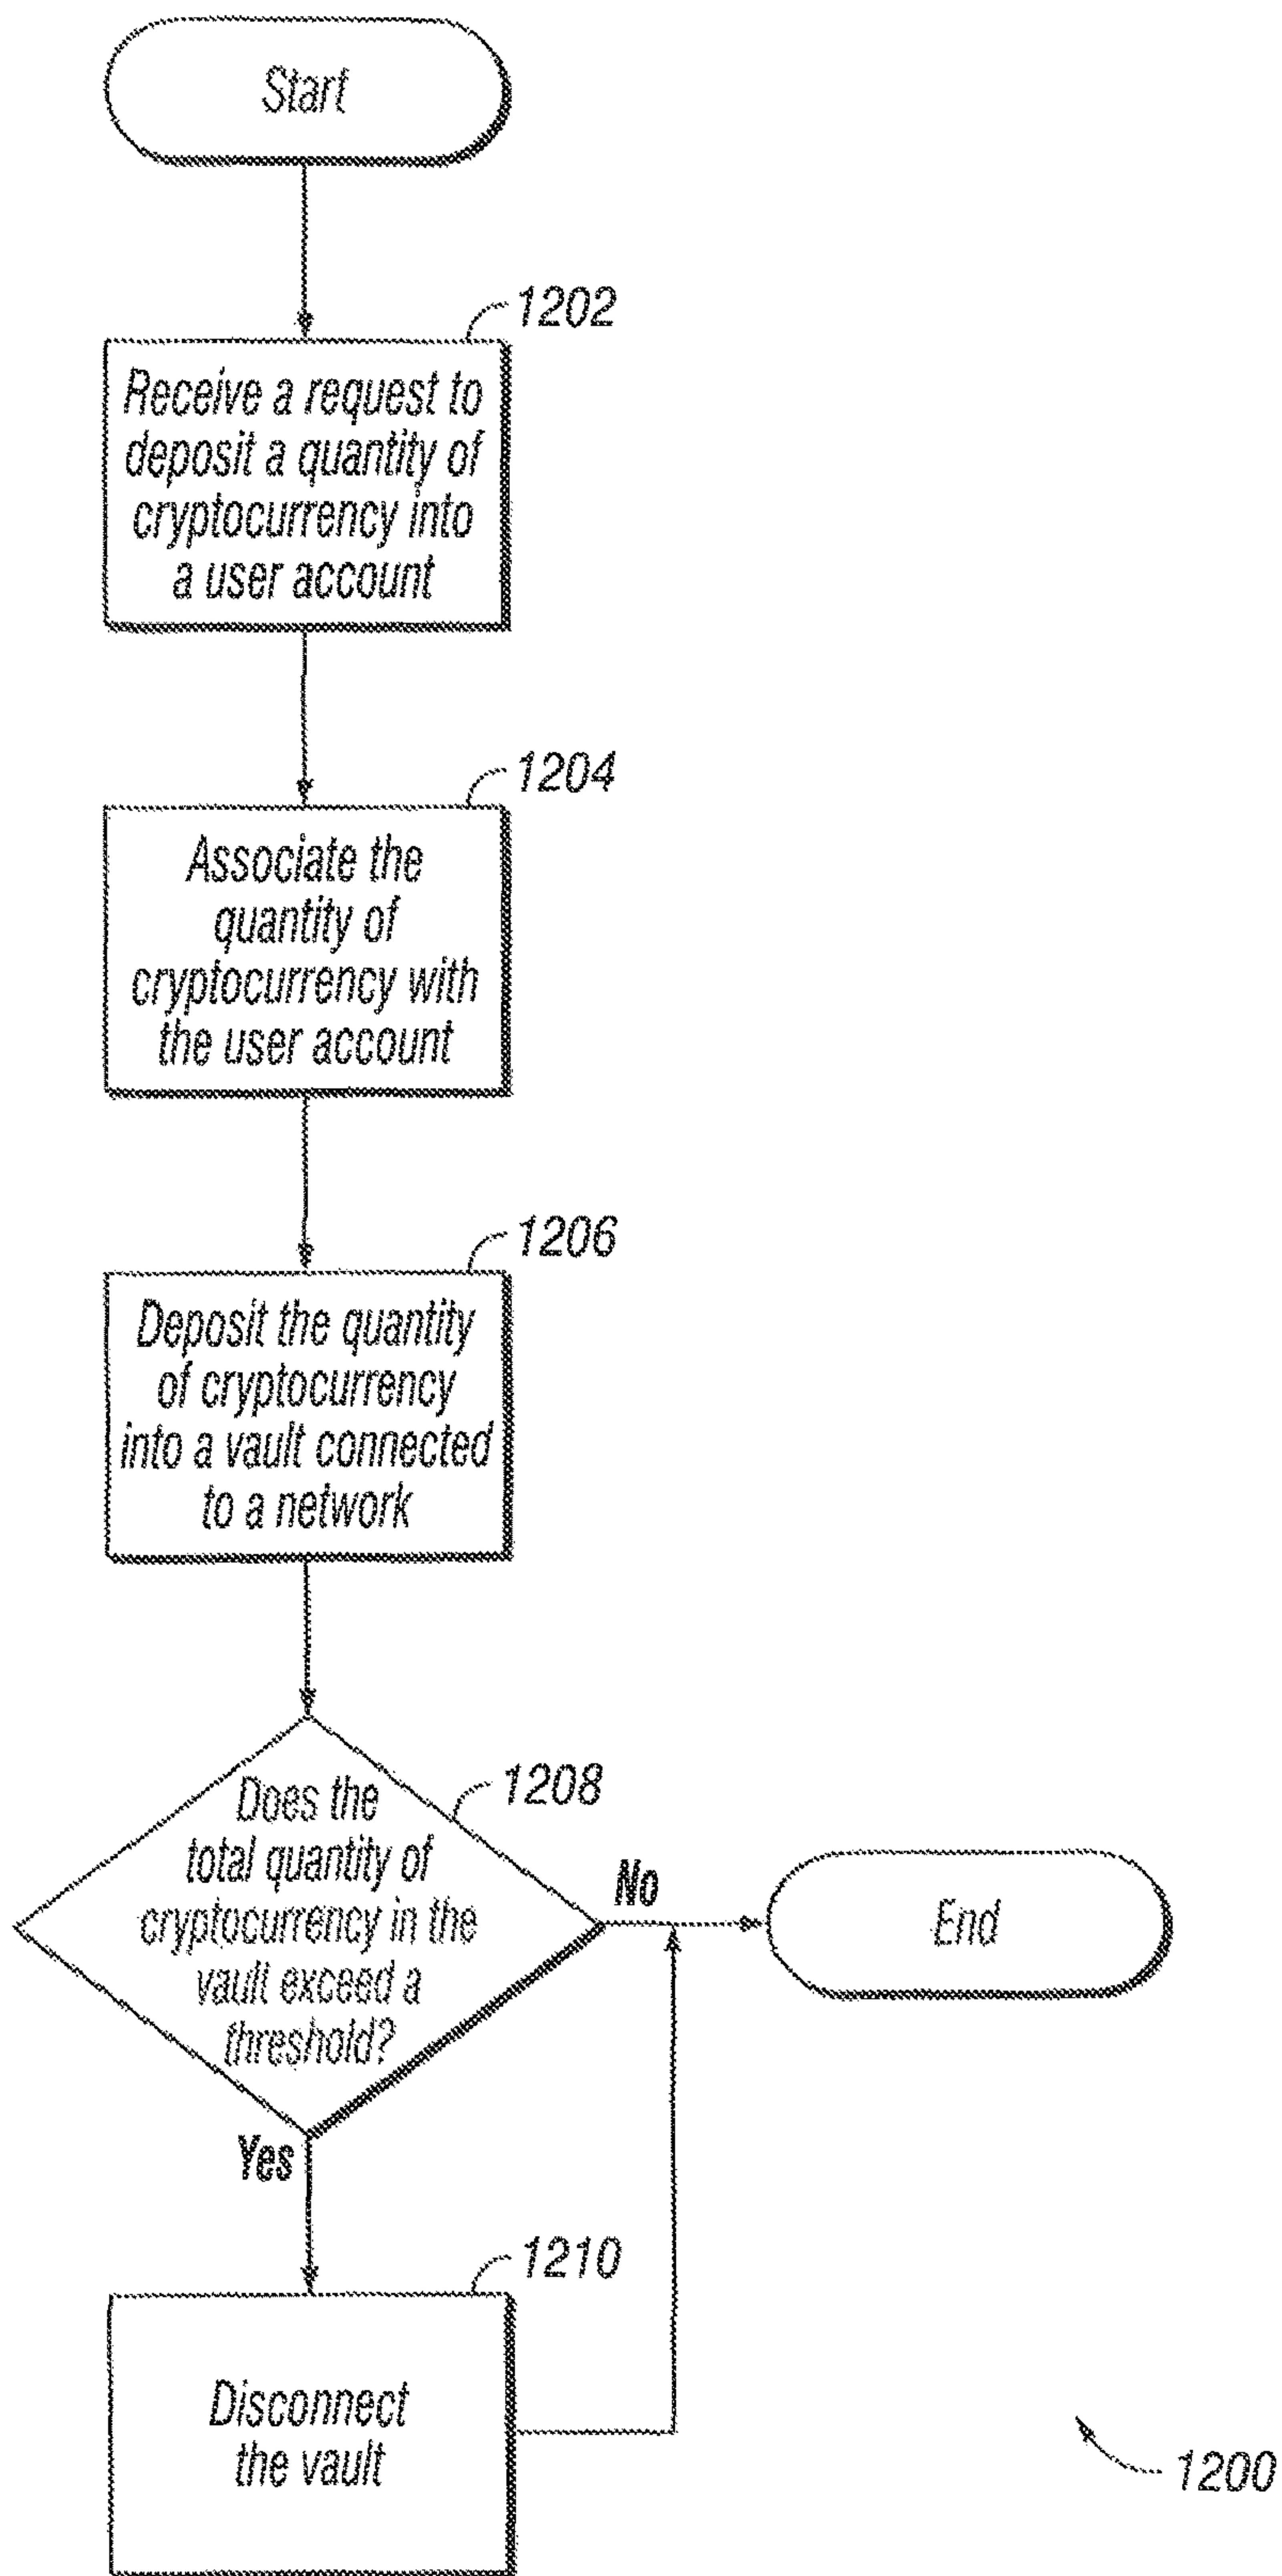 Start
1202
Receive a request to
deposit a quantity of
cryptocurrency into
a user account
1204
Associate the
quantity of
cryptocurrency with
the user account
1206
Deposit the quantity
of cryptocurrency
into a vault connected
to a network
1208
Does the
total quantity of
cryptocurrency in the
vault exceed a
threshold?
No
End
Yes
1210
Disconnect
the vault
1200